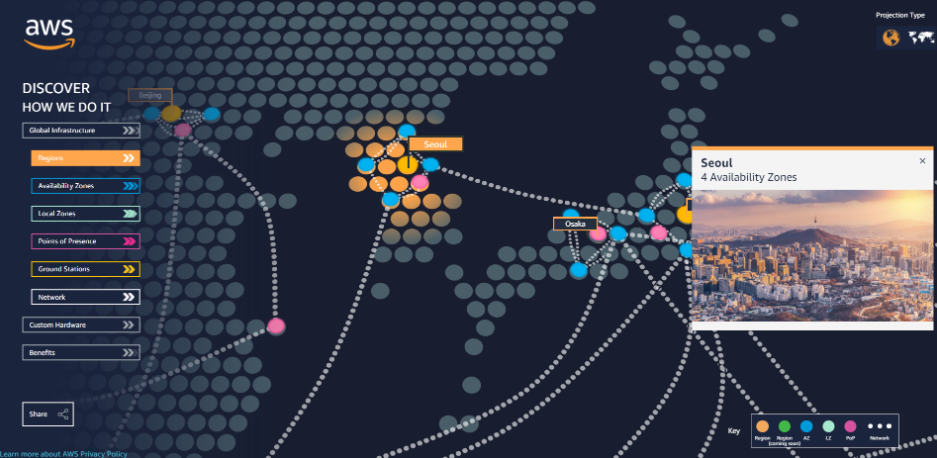 aws
Projection Type
DISCOVER
HOW WE DO IT
Beijing
Global Infrastructure
Regions
Availability Zones
Local Zones
Points of Presence
Ground Stations
Network
Custom Hardware
Benefits
Share
Learn more about AWS Privacy Policy
Seoul
Osaka
Seoul
4 Availability Zones
Key
Region
Region
(coming soon)
AZ
LZ
PoP
Network